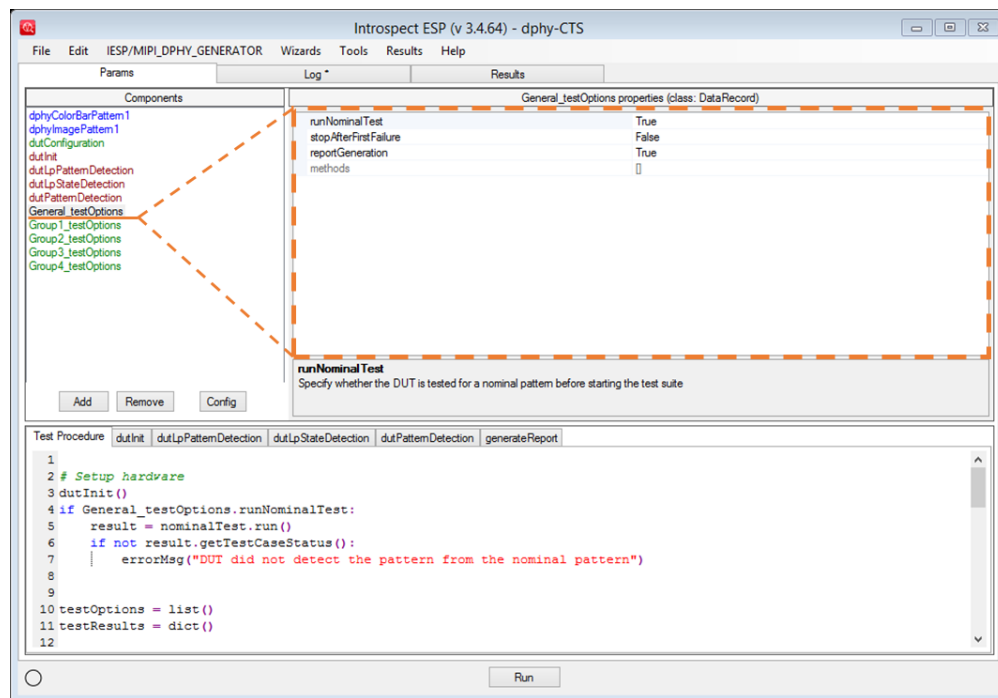 Introspect ESP (v 3.4.64) - dphy-CTS
File Edit IESP/MIPI_DPHY_GENERATOR Wizards Tools Results Help
Params Log * Results
Components
General_testOptions properties (class: DataRecord)
dphyColorBarPattern1
dphyImagePattern1
dutConfiguration
dutInit
dutLpPatternDetection
dutLpStateDetection
dutPatternDetection
General_testOptions
Group1_testOptions
Group2_testOptions
Group3_testOptions
Group4_testOptions
runNominalTest True
stopAfterFirstFailure False
reportGeneration True
methods []
runNominalTest
Specify whether the DUT is tested for a nominal pattern before starting the test suite
Add Remove Config
Test Procedure dutInit dutLpPatternDetection dutLpStateDetection dutPatternDetection generateReport
1
2 # Setup hardware
3 dutInit()
4 if General_testOptions.runNominalTest:
5 result = nominalTest.run()
6 if not result.getTestCaseStatus():
7 errorMsg("DUT did not detect the pattern from the nominal pattern")
8
9
10 testOptions = list()
11 testResults = dict()
12
Run